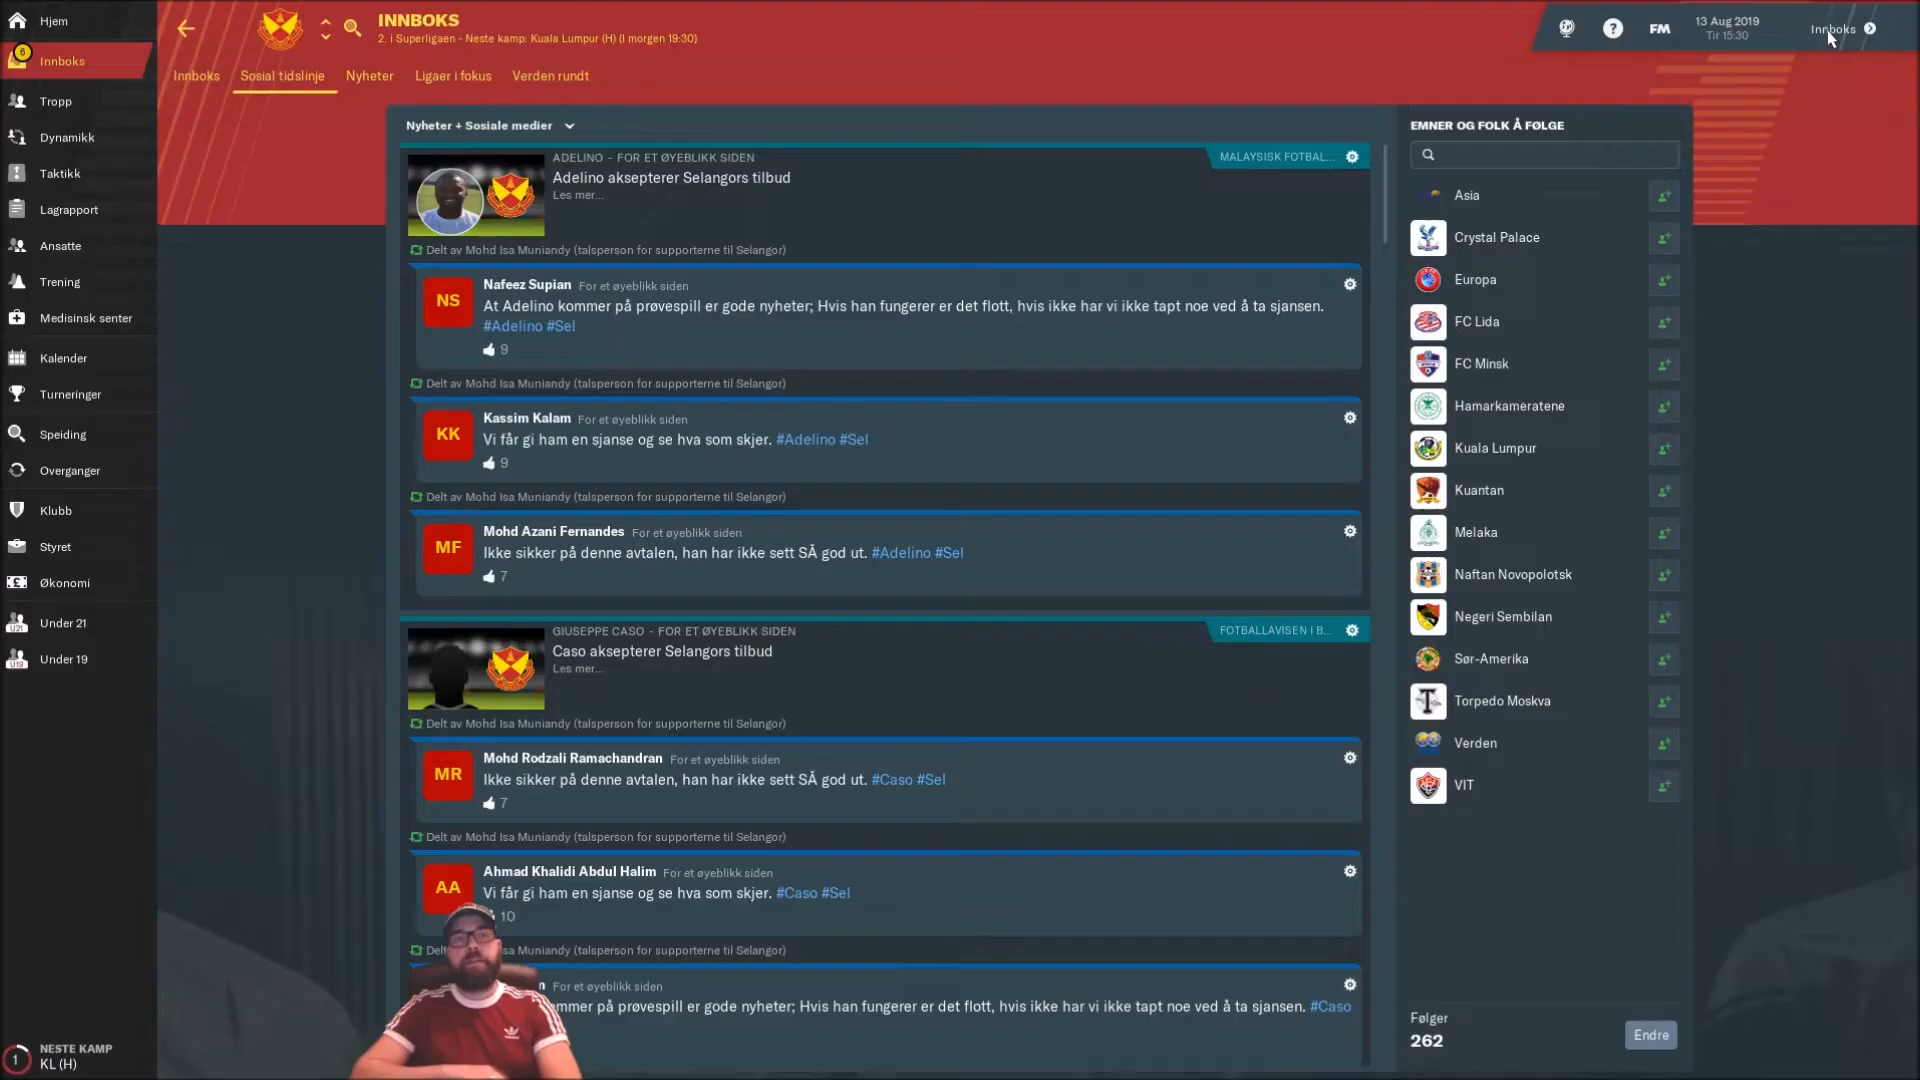 Hjem
6
Innboks
Tropp
Dynamikk
Taktikk
Lagrapport
Ansatte
Trening
Medisinsk senter
Kalender
Turneringer
Speiding
Overganger
Klubb
Styret
Økonomi
U21
Under 21
U19
Under 19
1
NESTE KAMP
KL (H)
INNBOKS
2. i Superligaen - Neste kamp: Kuala Lumpur (H) (I morgen 19:30)
FM
13 Aug 2019
Tir 15:30
Innboks
Innboks
Sosial tidslinje
Nyheter
Ligaer i fokus
Verden rundt
Nyheter + Sosiale medier
ADELINO - FOR ET ØYEBLIKK SIDEN
MALAYSISK FOTBAL...
Adelino aksepterer Selangors tilbud
Les mer...
Delt av Mohd Isa Muniandy (talsperson for supporterne til Selangor)
NS
Nafeez Supian For et øyeblikk siden
At Adelino kommer på prøvespill er gode nyheter; Hvis han fungerer er det flott, hvis ikke har vi ikke tapt noe ved å ta sjansen.
#Adelino #Sel
9
Delt av Mohd Isa Muniandy (talsperson for supporterne til Selangor)
KK
Kassim Kalam For et øyeblikk siden
Vi får gi ham en sjanse og se hva som skjer. #Adelino #Sel
9
Delt av Mohd Isa Muniandy (talsperson for supporterne til Selangor)
MF
Mohd Azani Fernandes For et øyeblikk siden
Ikke sikker på denne avtalen, han har ikke sett SÅ god ut. #Adelino #Sel
7
GIUSEPPE CASO - FOR ET ØYEBLIKK SIDEN
FOTBALLAVISEN I B...
Caso aksepterer Selangors tilbud
Les mer...
Delt av Mohd Isa Muniandy (talsperson for supporterne til Selangor)
MR
Mohd Rodzali Ramachandran For et øyeblikk siden
Ikke sikker på denne avtalen, han har ikke sett SÅ god ut. #Caso #Sel
7
Delt av Mohd Isa Muniandy (talsperson for supporterne til Selangor)
AA
Ahmad Khalidi Abdul Halim For et øyeblikk siden
Vi får gi ham en sjanse og se hva som skjer. #Caso #Sel
10
Delt sa Muniandy (talsperson for supporterne til Selangor)
n For et øyeblikk siden
mmer på prøvespill er gode nyheter; Hvis han fungerer er det flott, hvis ikke har vi ikke tapt noe ved å ta sjansen. #Caso
EMNER OG FOLK Å FØLGE
Asia
Crystal Palace
Europa
FC Lida
FC Minsk
Hamarkameratene
Kuala Lumpur
Kuantan
Melaka
Naftan Novopolotsk
Negeri Sembilan
Sør-Amerika
Torpedo Moskva
Verden
VIT
Følger
262
Endre